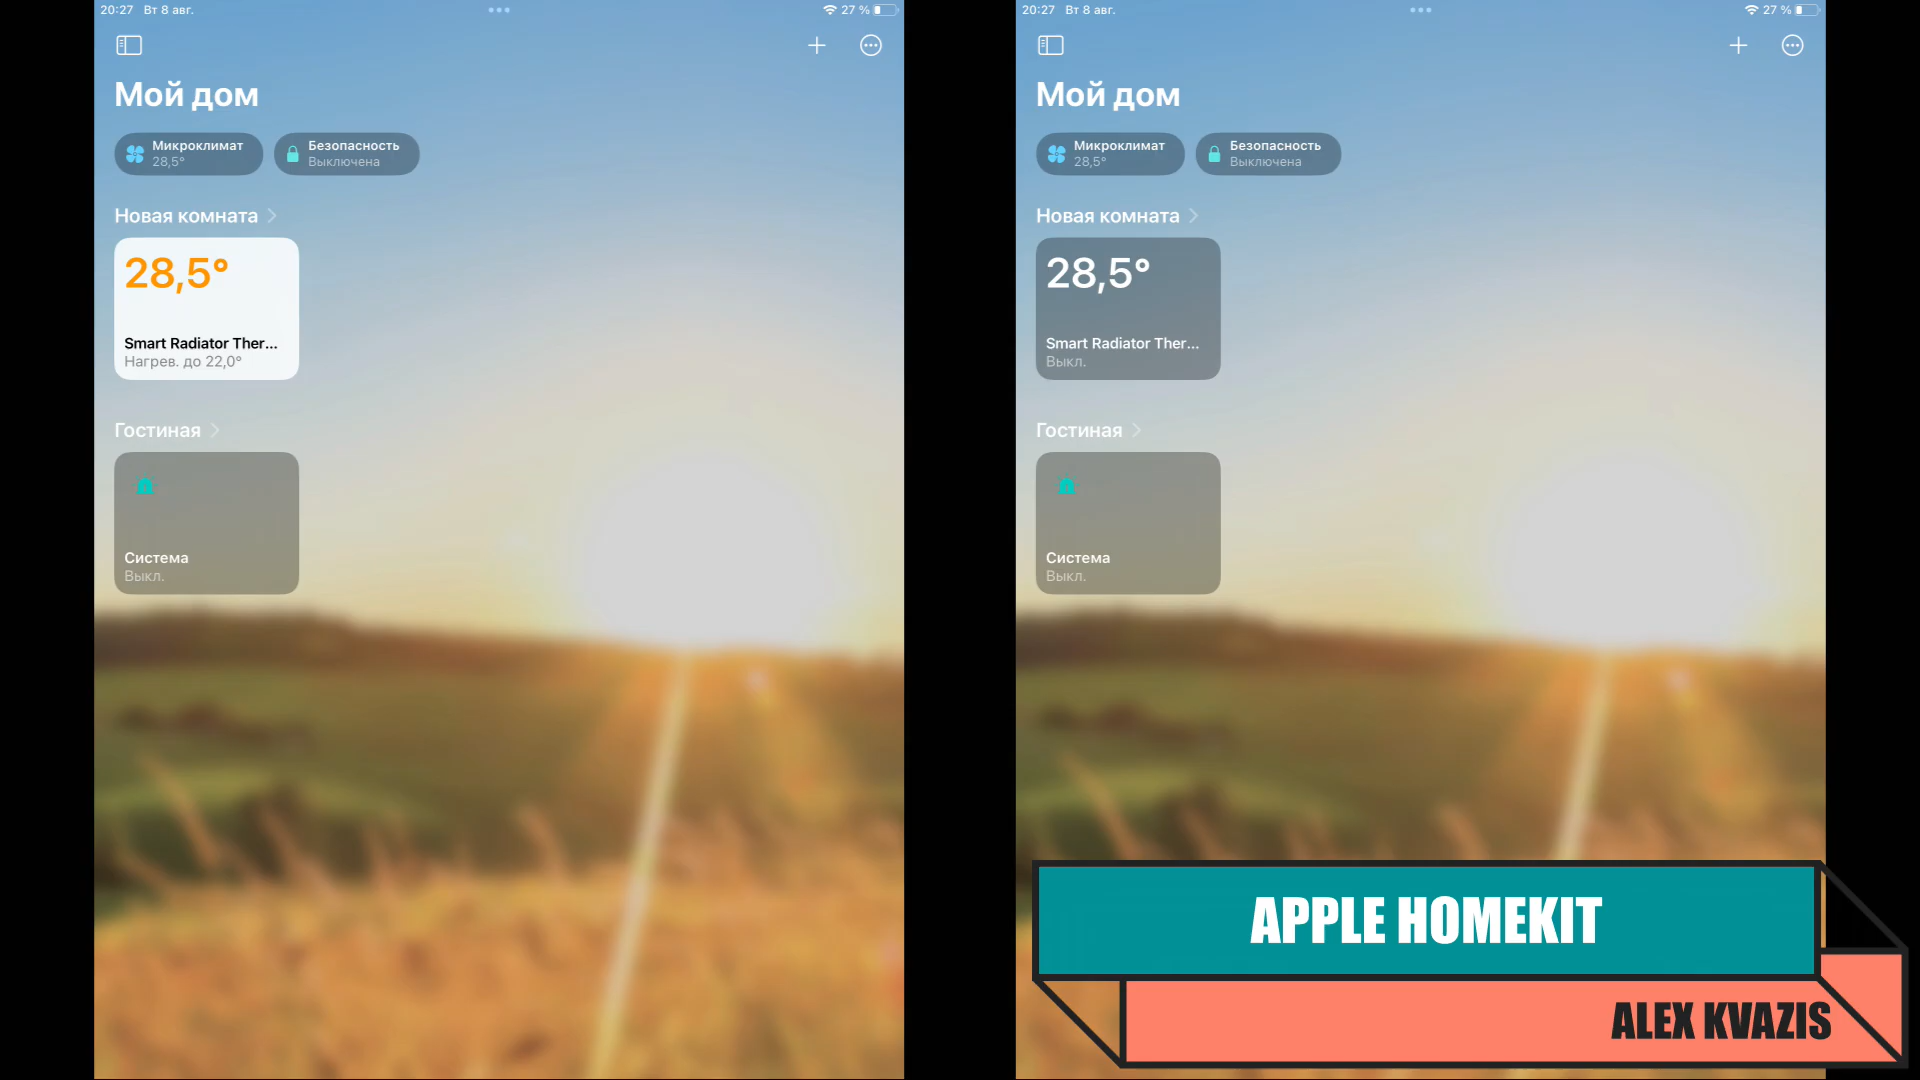 20:27 Вт 8 авг.
27 %
Мой дом
Микроклимат
28,5°
Безопасность
Выключена
Новая комната
28,5°
Smart Radiator Ther...
Нагрев. до 22,0°
Гостиная
Система
Выкл.
20:27 Вт 8 авг.
27 %
Мой дом
Микроклимат
28,5°
Безопасность
Выключена
Новая комната
28,5°
Smart Radiator Ther...
Выкл.
Гостиная
Система
Выкл.
APPLE HOMEKIT
ALEX KVAZIS